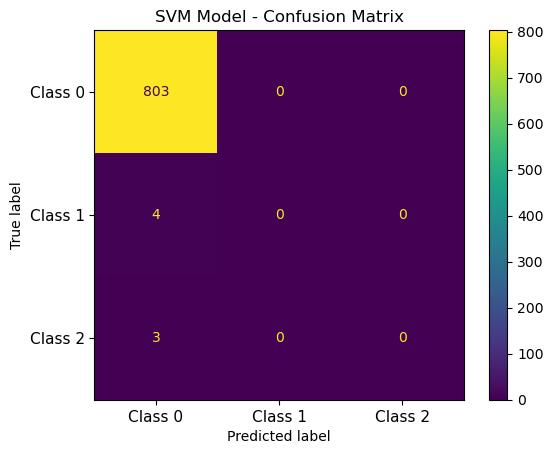 SVM Model - Confusion Matrix
800
700
600
500
400
300
200
100
0
True label
Class 0
803 0 0
Class 1
4 0 0
Class 2
3 0 0
Class 0 Class 1 Class 2
Predicted label